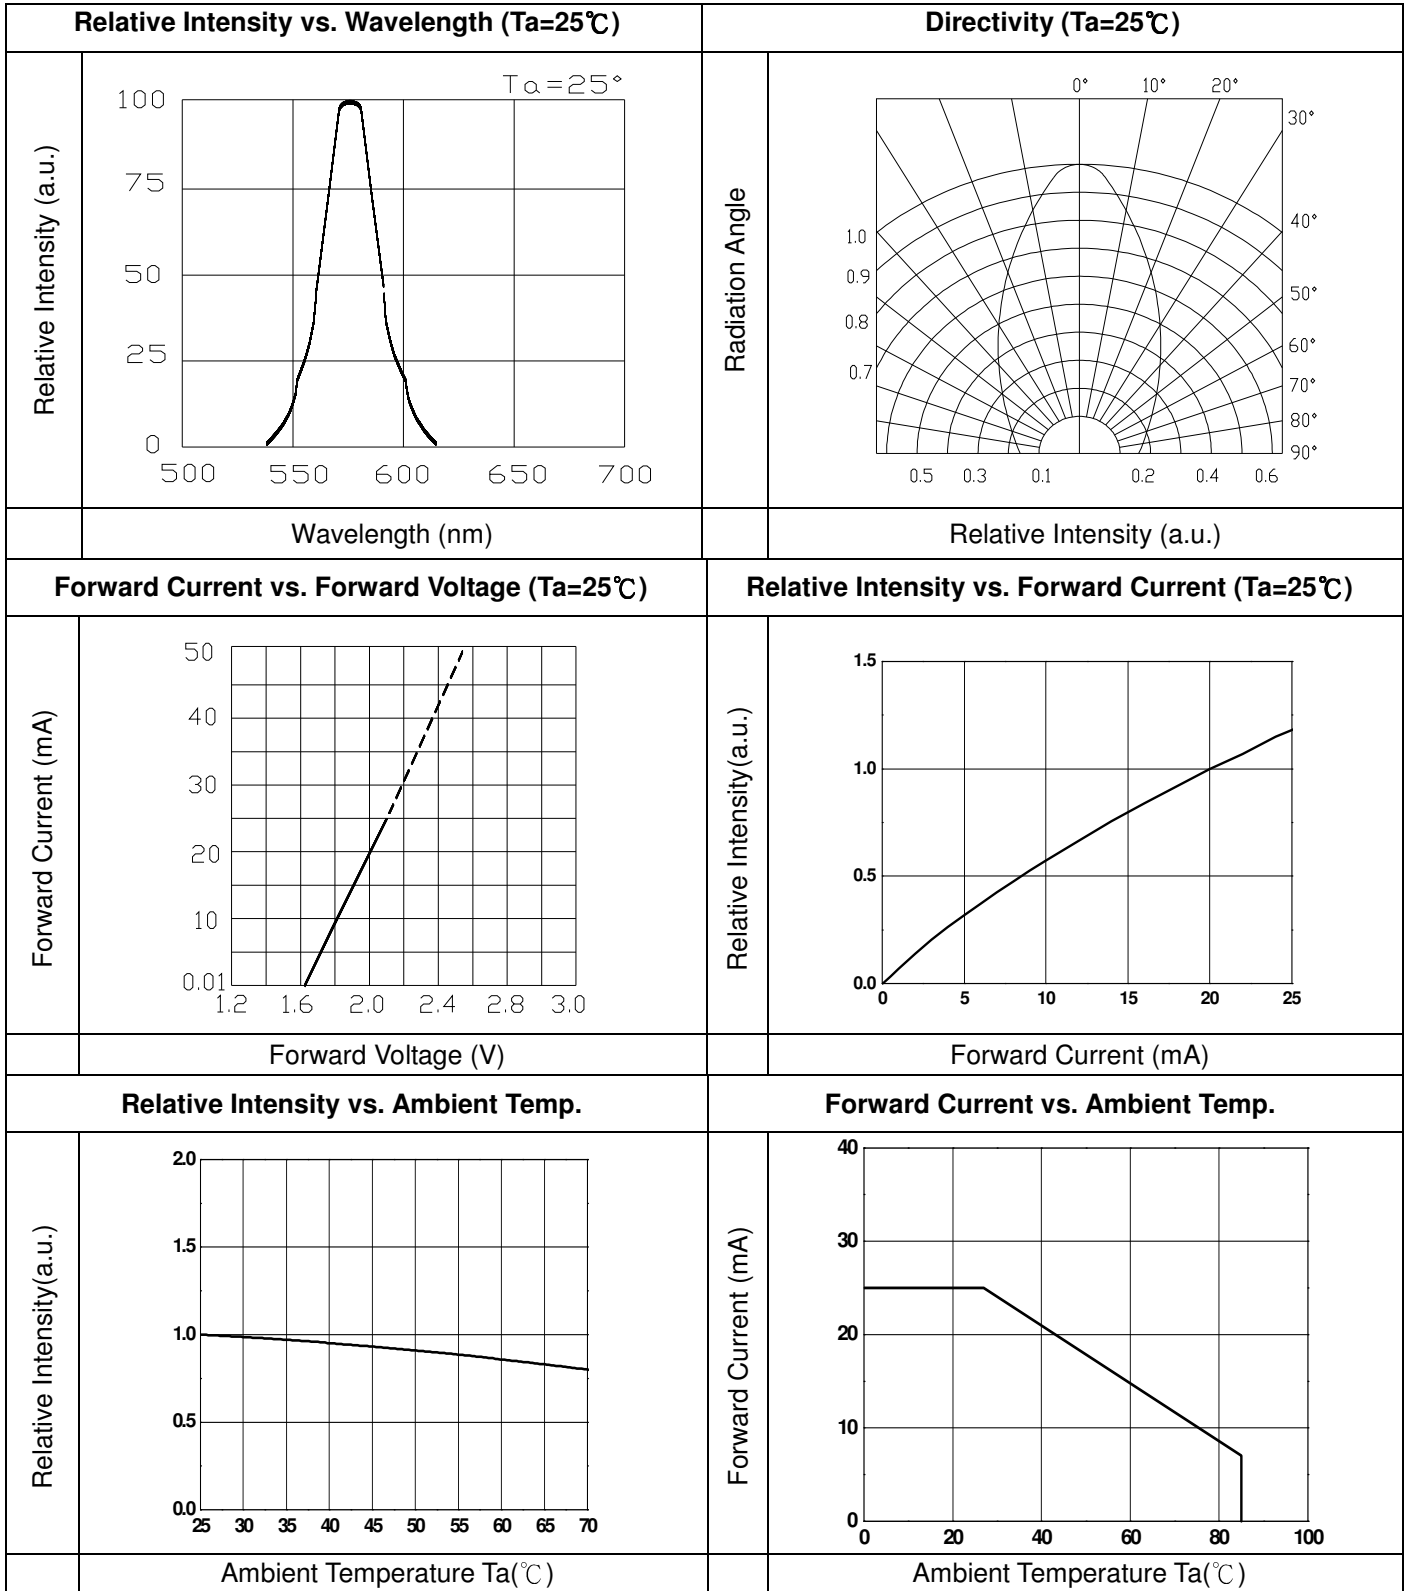 Relative Intensity vs. Wavelength (Ta=25℃)
Directivity (Ta=25℃)
Relative Intensity (a.u.)
Ta=25°
100
75
50
25
0
500 550 600 650 700
Wavelength (nm)
Radiation Angle
0° 10° 20°
30°
40°
50°
60°
70°
80°
90°
1.0
0.9
0.8
0.7
0.5 0.3 0.1 0.2 0.4 0.6
Relative Intensity (a.u.)
Forward Current vs. Forward Voltage (Ta=25℃)
Relative Intensity vs. Forward Current (Ta=25℃)
Forward Current (mA)
50
40
30
20
10
0.01
1.2 1.6 2.0 2.4 2.8 3.0
Forward Voltage (V)
Relative Intensity(a.u.)
1.5
1.0
0.5
0.0
0 5 10 15 20 25
Forward Current (mA)
Relative Intensity vs. Ambient Temp.
Forward Current vs. Ambient Temp.
Relative Intensity(a.u.)
2.0
1.5
1.0
0.5
0.0
25 30 35 40 45 50 55 60 65 70
Ambient Temperature Ta(℃)
Forward Current (mA)
40
30
20
10
0
0 20 40 60 80 100
Ambient Temperature Ta(℃)